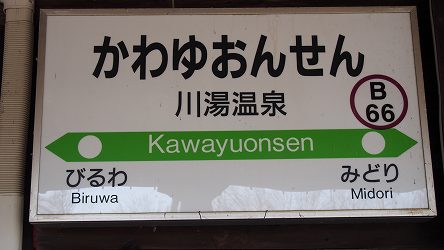 かわゆおんせん
川湯温泉
B
66
Kawayuonsen
びるわ
Biruwa
みどり
Midori